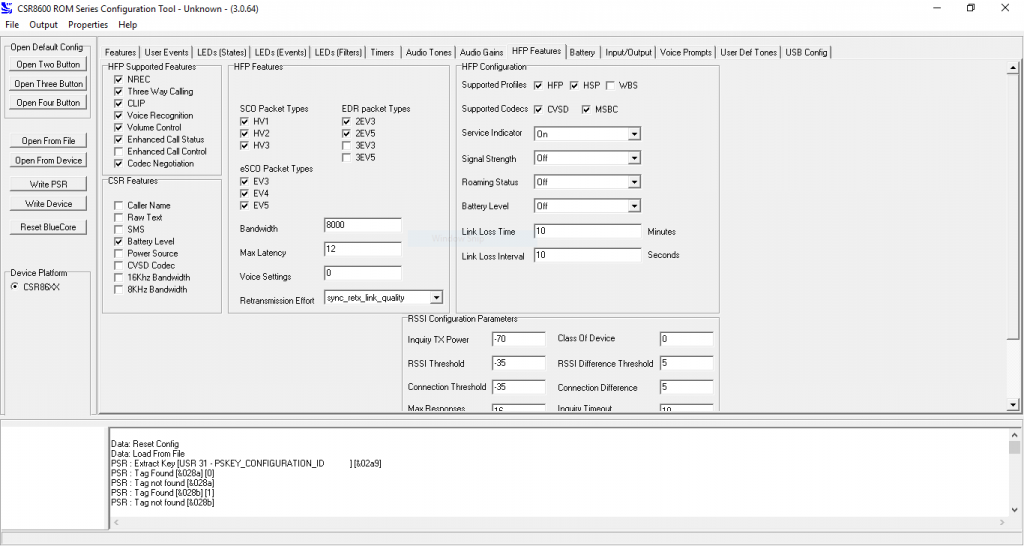 CSR8600 ROM Series Configuration Tool - Unknown - (3.0.64)
File Output Properties Help
Open Default Config
Open Two Button
Open Three Button
Open Four Button
Open From File
Open From Device
Write PSR
Write Device
Reset BlueCore
Device Platform
CSR86XX
Features User Events LEDs (States) LEDs (Events) LEDs (Filters) Timers Audio Tones Audio Gains HFP Features Battery Input/Output Voice Prompts User Def Tones USB Config
HFP Supported Features
NREC
Three Way Calling
CLIP
Voice Recognition
Volume Control
Enhanced Call Status
Enhanced Call Control
Codec Negotiation
CSR Features
Caller Name
Raw Text
SMS
Battery Level
Power Source
CVSD Codec
16Khz Bandwidth
8KHz Bandwidth
HFP Features
SCO Packet Types
HV1
HV2
HV3
EDR packet Types
2EV3
2EV5
3EV3
3EV5
eSCO Packet Types
EV3
EV4
EV5
Bandwidth 8000
Max Latency 12
Voice Settings 0
Retransmission Effort sync_retx_link_quality
HFP Configuration
Supported Profiles HFP HSP WBS
Supported Codecs CVSD MSBC
Service Indicator On
Signal Strength Off
Roaming Status Off
Battery Level Off
Link Loss Time 10 Minutes
Link Loss Interval 10 Seconds
RSSI Configuration Parameters
Inquiry TX Power -70 Class Of Device 0
RSSI Threshold -35 RSSI Difference Threshold 5
Connection Threshold -35 Connection Difference 5
Max Responses 16 Inquiry Timeout 10
Data: Reset Config
Data: Load From File
PSR : Extract Key [USR 31 - PSKEY_CONFIGURATION_ID ] [&02a9]
PSR : Tag Found [&028a] [0]
PSR : Tag not found [&028a]
PSR : Tag Found [&028b] [1]
PSR : Tag not found [&028b]